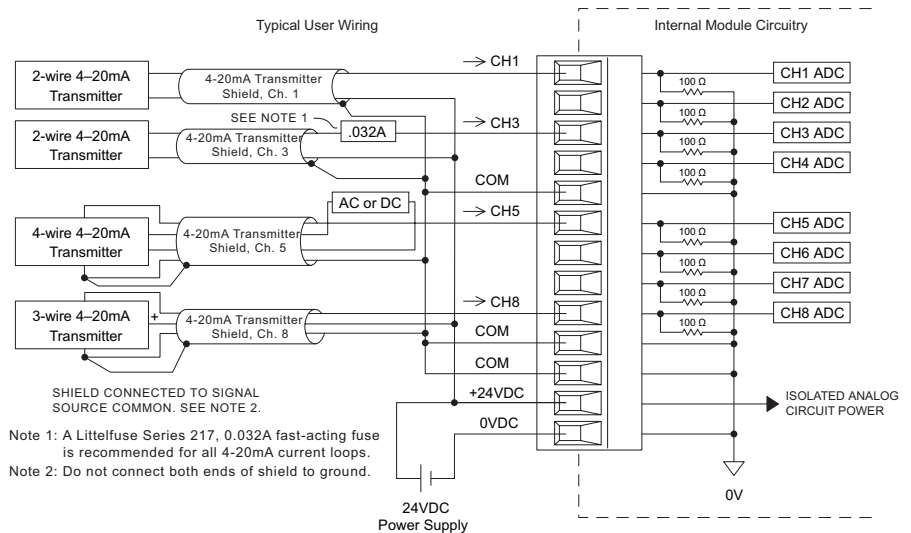 Typical User Wiring
Internal Module Circuitry
2-wire 4–20mA
Transmitter
4-20mA Transmitter
Shield, Ch. 1
CH1
100 Ω
CH1 ADC
SEE NOTE 1
.032A
CH3
100 Ω
CH2 ADC
2-wire 4–20mA
Transmitter
4-20mA Transmitter
Shield, Ch. 3
100 Ω
CH3 ADC
100 Ω
CH4 ADC
COM
AC or DC
CH5
4-wire 4–20mA
Transmitter
4-20mA Transmitter
Shield, Ch. 5
100 Ω
CH5 ADC
100 Ω
CH6 ADC
100 Ω
CH7 ADC
3-wire 4–20mA
Transmitter
+
4-20mA Transmitter
Shield, Ch. 8
CH8
100 Ω
CH8 ADC
COM
COM
SHIELD CONNECTED TO SIGNAL
SOURCE COMMON. SEE NOTE 2.
+24VDC
0VDC
ISOLATED ANALOG
CIRCUIT POWER
Note 1: A Littelfuse Series 217, 0.032A fast-acting fuse
is recommended for all 4-20mA current loops.
Note 2: Do not connect both ends of shield to ground.
24VDC
Power Supply
0V